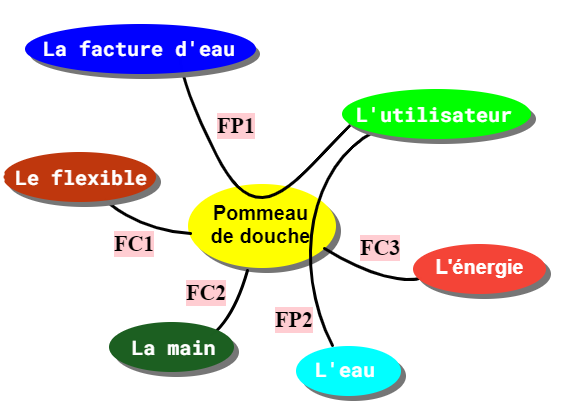 La facture d'eau
L'utilisateur
FP1
Le flexible
Pommeau
de douche
FC1
FC3
L'énergie
FC2
FP2
La main
L'eau